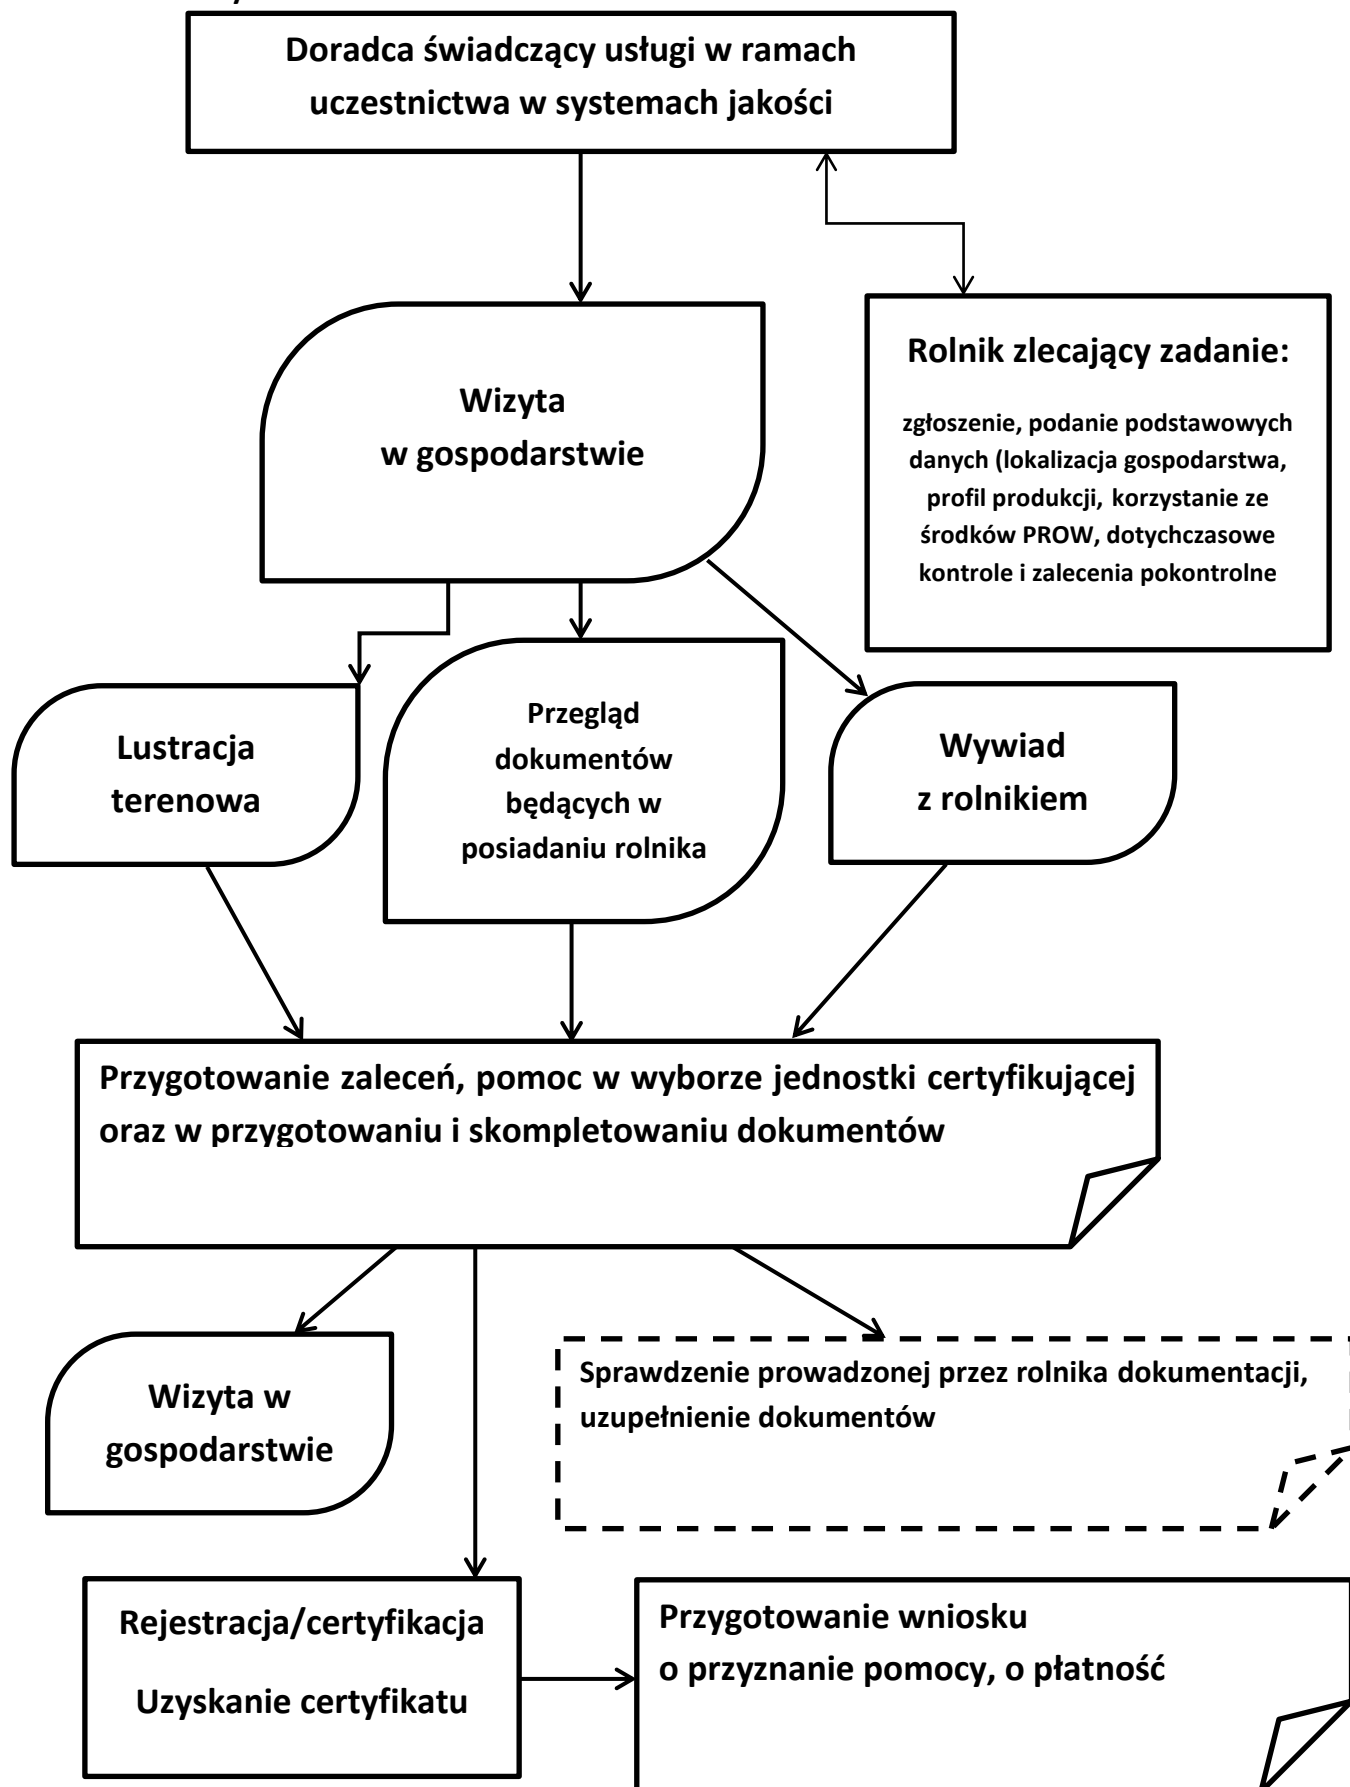 Doradca świadczący usługi w ramach
uczestnictwa w systemach jakości
Rolnik zlecający zadanie:
zgłoszenie, podanie podstawowych
danych (lokalizacja gospodarstwa,
profil produkcji, korzystanie ze
środków PROW, dotychczasowe
kontrole i zalecenia pokontrolne
Wizyta
w gospodarstwie
Lustracja
terenowa
Przegląd
dokumentów
będących w
posiadaniu rolnika
Wywiad
z rolnikiem
Przygotowanie zaleceń, pomoc w wyborze jednostki certyfikującej
oraz w przygotowaniu i skompletowaniu dokumentów
Wizyta w
gospodarstwie
Sprawdzenie prowadzonej przez rolnika dokumentacji,
uzupełnienie dokumentów
Rejestracja/certyfikacja
Uzyskanie certyfikatu
Przygotowanie wniosku
o przyznanie pomocy, o płatność